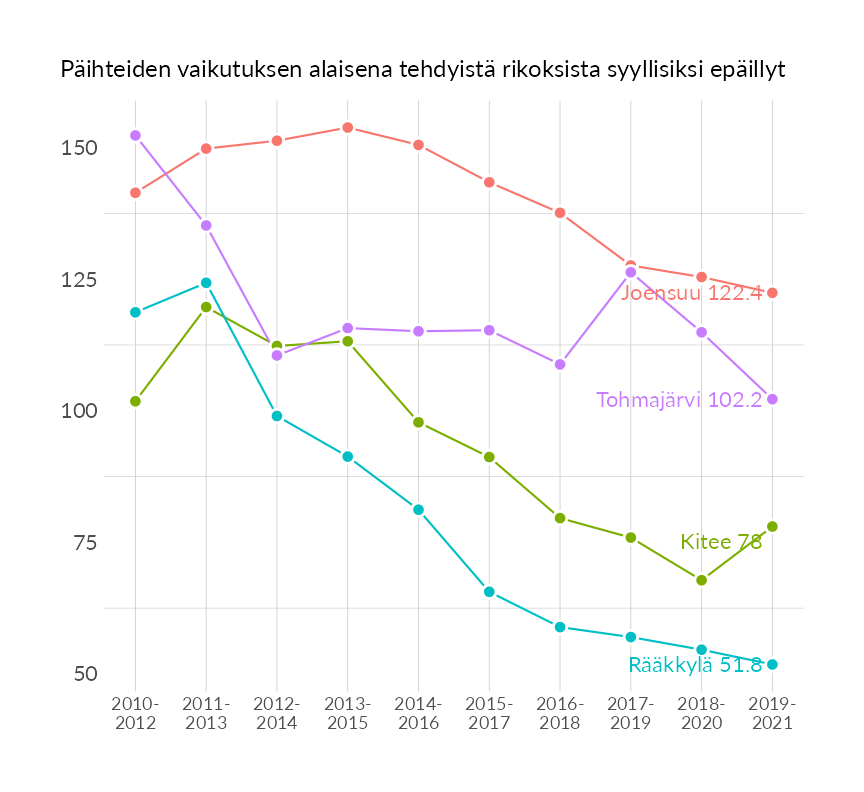 Päihteiden vaikutuksen alaisena tehdyistä rikoksista syyllisiksi epäillyt
150
125
100
75
50
Joensuu 122.4
Tohmajärvi 102.2
Kitee 78
Rääkkylä 51.8
2010- 2011- 2012- 2013- 2014- 2015- 2016- 2017- 2018- 2019-
2012 2013 2014 2015 2016 2017 2018 2019 2020 2021